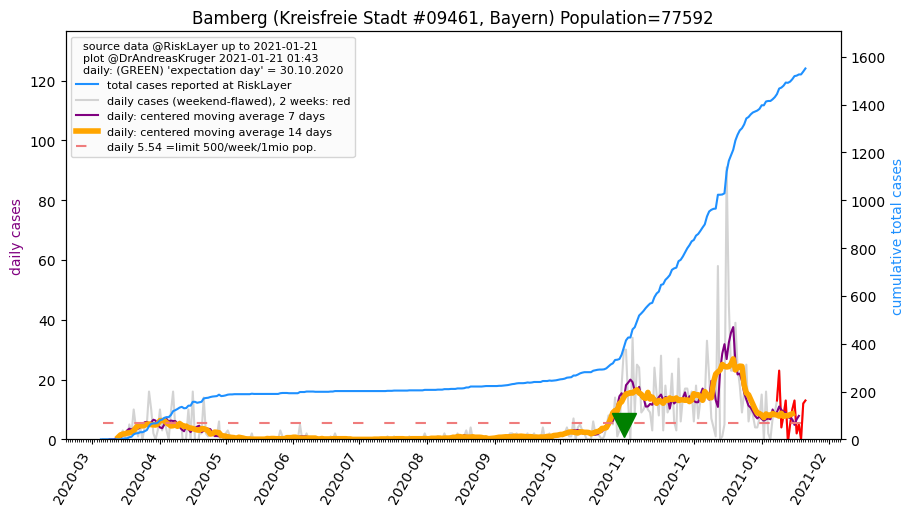 Bamberg (Kreisfreie Stadt #09461, Bayern) Population=77592
source data @RiskLayer up to 2021-01-21
plot @DrAndreasKruger 2021-01-21 01:43
daily: (GREEN) 'expectation day' = 30.10.2020
total cases reported at RiskLayer
daily cases (weekend-flawed), 2 weeks: red
daily: centered moving average 7 days
daily: centered moving average 14 days
daily 5.54 =limit 500/week/1mio pop.
daily cases
120
100
80
60
40
20
0
1600
1400
1200
1000
800
600
400
200
0
cumulative total cases
2020-03
2020-04
2020-05
2020-06
2020-07
2020-08
2020-09
2020-10
2020-11
2020-12
2021-01
2021-02